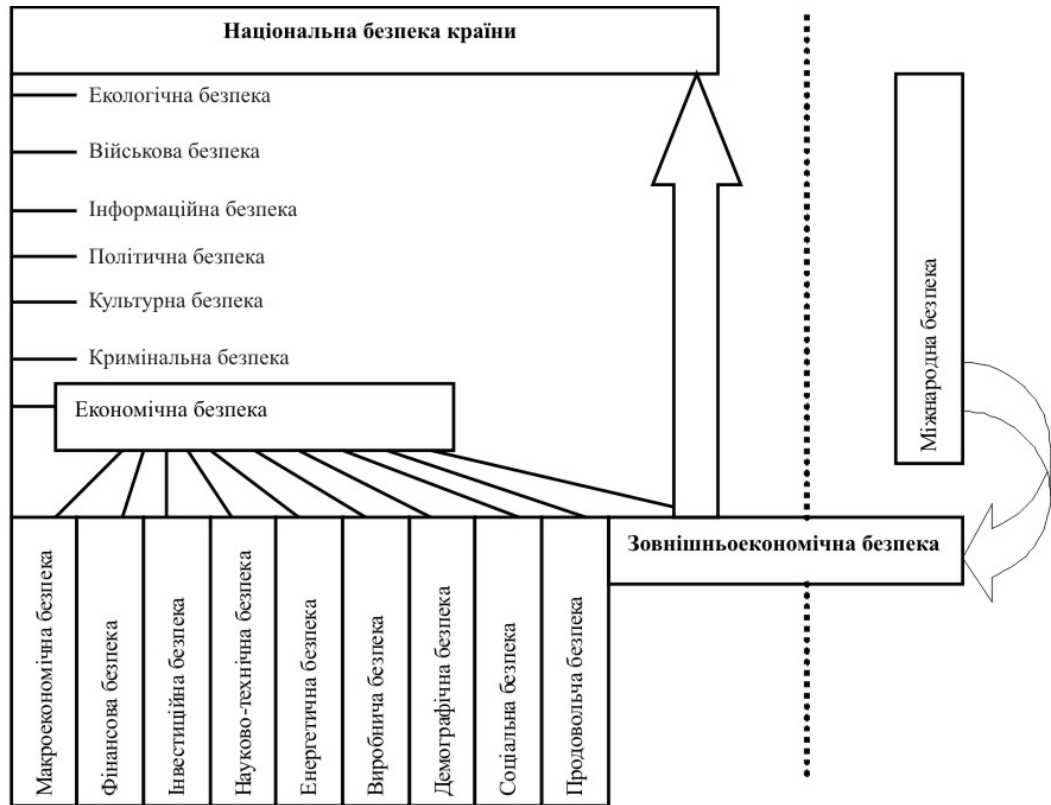 Національна безпека країни
Екологічна безпека
Військова безпека
Інформаційна безпека
Політична безпека
Культурна безпека
Кримінальна безпека
Економічна безпека
Міжнародна безпека
Зовнішньоекономічна безпека
Макроекономічна безпека
Фінансова безпека
Інвестиційна безпека
Науково-технічна безпека
Енергетична безпека
Виробнича безпека
Демографічна безпека
Соціальна безпека
Продовольча безпека